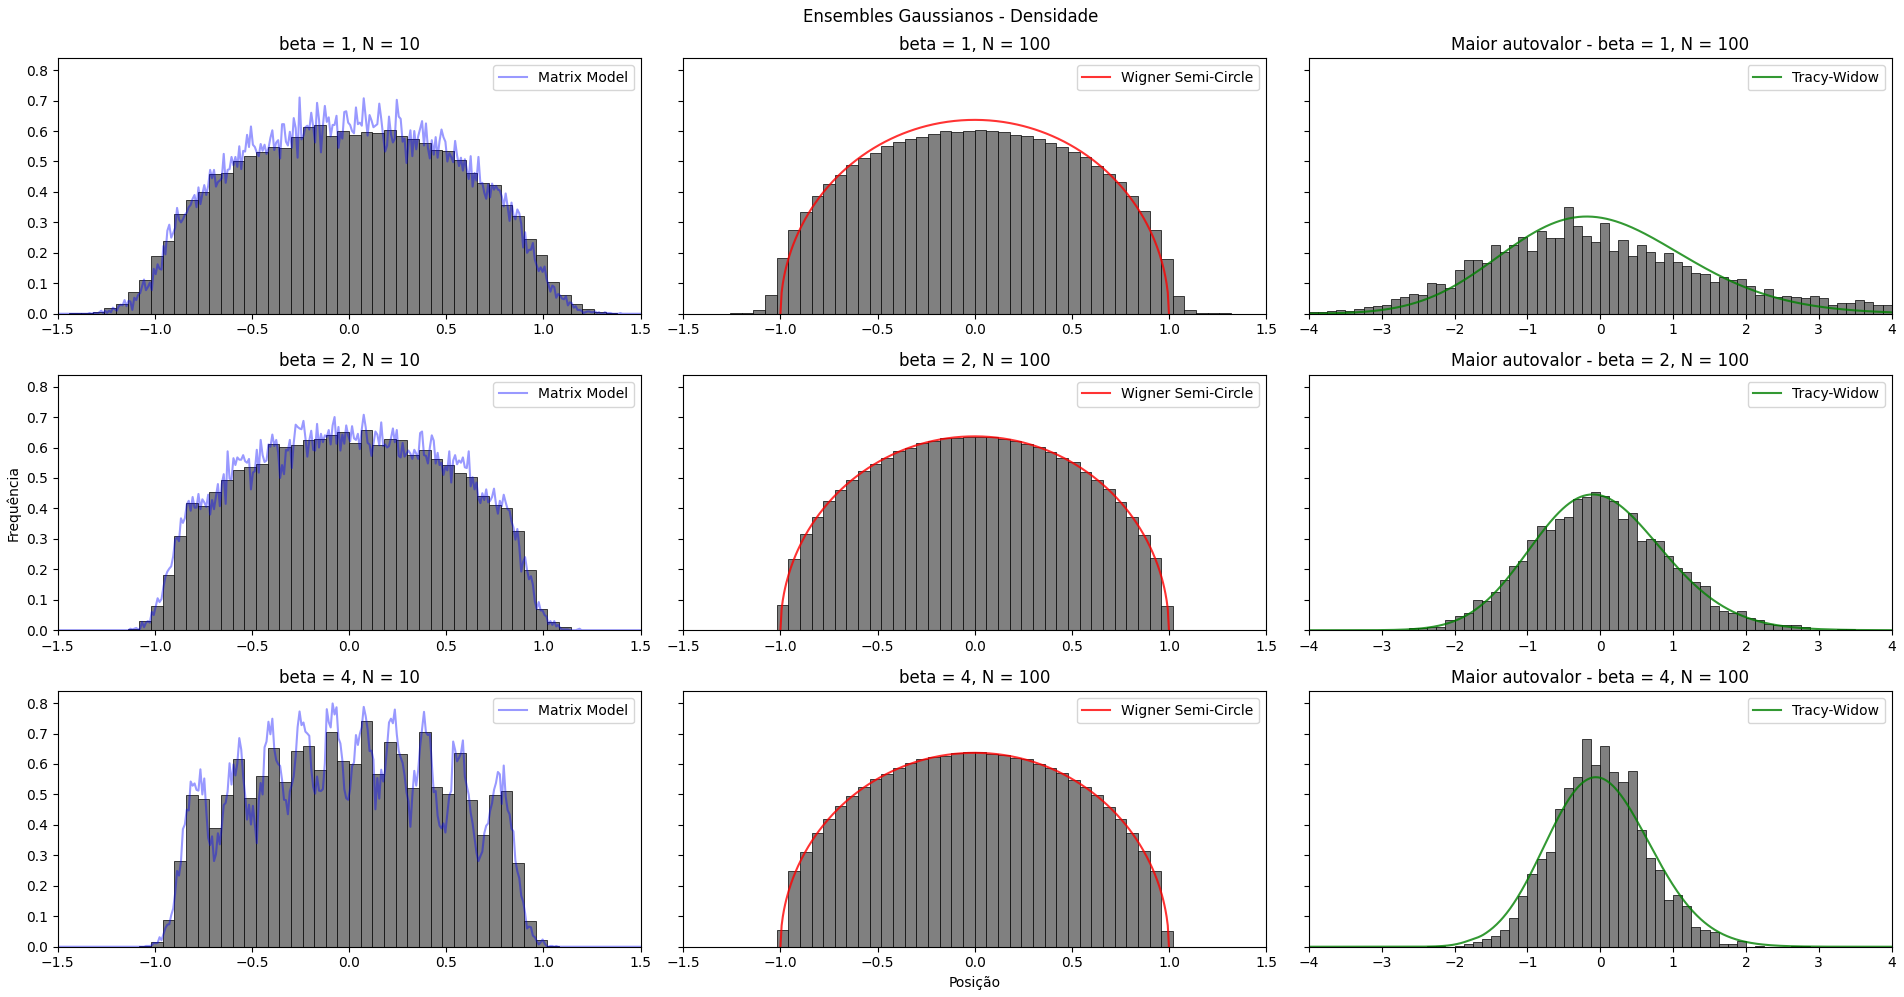 Ensembles Gaussianos - Densidade
beta = 1, N = 10
beta = 1, N = 100
Maior autovalor - beta = 1, N = 100
Matrix Model
Wigner Semi-Circle
Tracy-Widow
0.8
0.7
0.6
0.5
0.4
0.3
0.2
0.1
0.0
−1.5 −1.0 −0.5 0.0 0.5 1.0 1.5
−1.5 −1.0 −0.5 0.0 0.5 1.0 1.5
−4 −3 −2 −1 0 1 2 3 4
beta = 2, N = 10
beta = 2, N = 100
Maior autovalor - beta = 2, N = 100
Matrix Model
Wigner Semi-Circle
Tracy-Widow
Frequência
0.8
0.7
0.6
0.5
0.4
0.3
0.2
0.1
0.0
−1.5 −1.0 −0.5 0.0 0.5 1.0 1.5
−1.5 −1.0 −0.5 0.0 0.5 1.0 1.5
−4 −3 −2 −1 0 1 2 3 4
beta = 4, N = 10
beta = 4, N = 100
Maior autovalor - beta = 4, N = 100
Matrix Model
Wigner Semi-Circle
Tracy-Widow
0.8
0.7
0.6
0.5
0.4
0.3
0.2
0.1
0.0
−1.5 −1.0 −0.5 0.0 0.5 1.0 1.5
−1.5 −1.0 −0.5 0.0 0.5 1.0 1.5
−4 −3 −2 −1 0 1 2 3 4
Posição